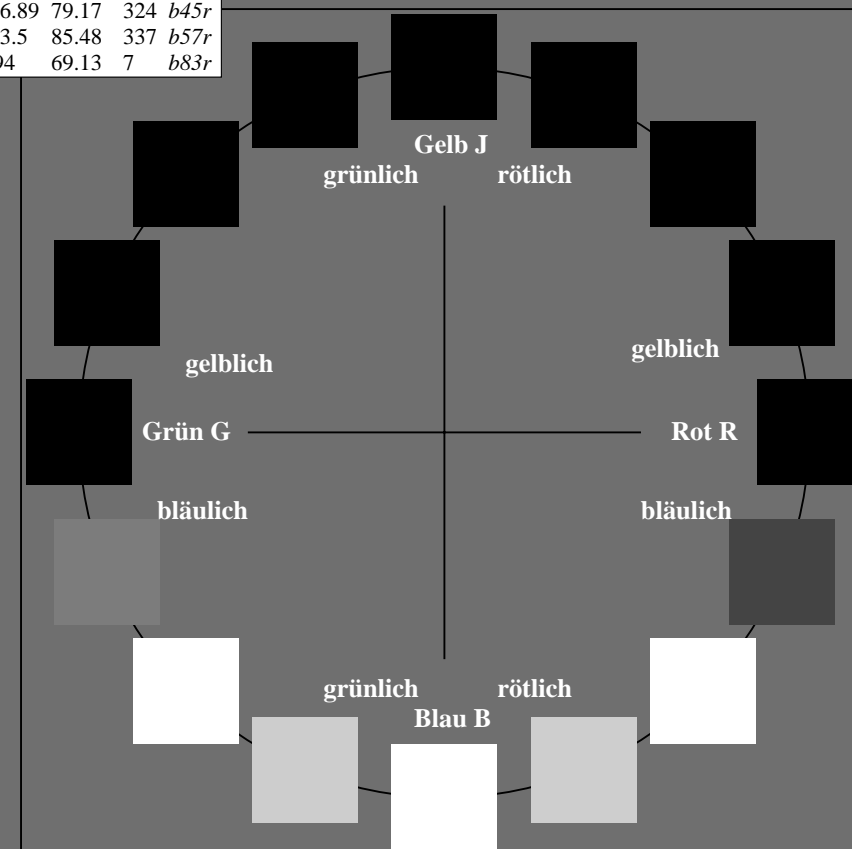 6.89 79.17 324 b45r
3.5 85.48 337 b57r
94 69.13 7 b83r
Gelb J
grünlich rötlich
gelblich gelblich
Grün G Rot R
bläulich bläulich
grünlich rötlich
Blau B